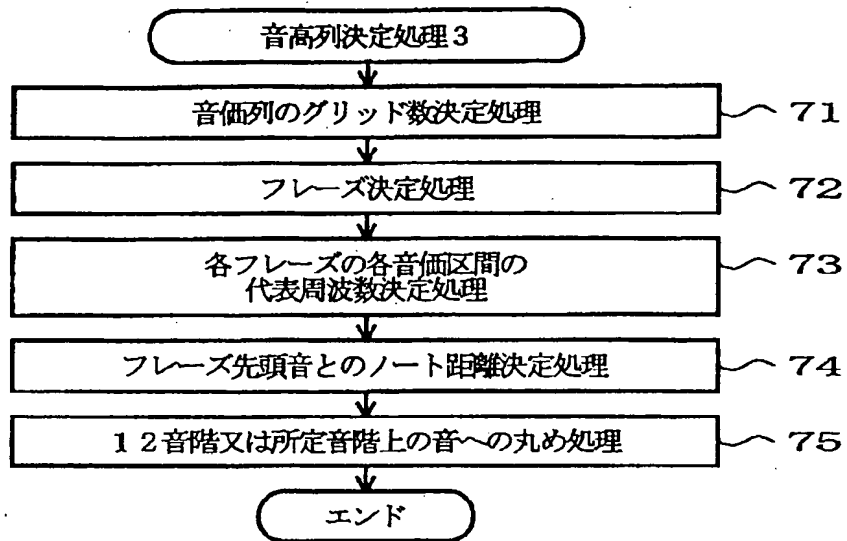 音高列決定処理3
音価列のグリッド数決定処理 71
フレーズ決定処理 72
各フレーズの各音価区間の 73
代表周波数決定処理
フレーズ先頭音とのノート距離決定処理 74
12音階又は所定音階上の音への丸め処理 75
エンド